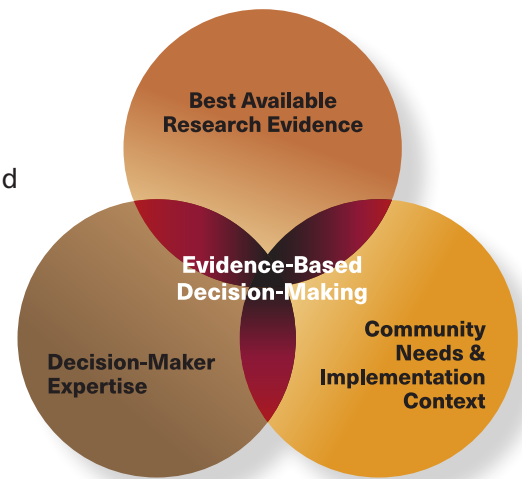 Best Available
Research Evidence
d
Evidence-Based
Decision-Making
Decision-Maker
Expertise
Community
Needs &
Implementation
Context